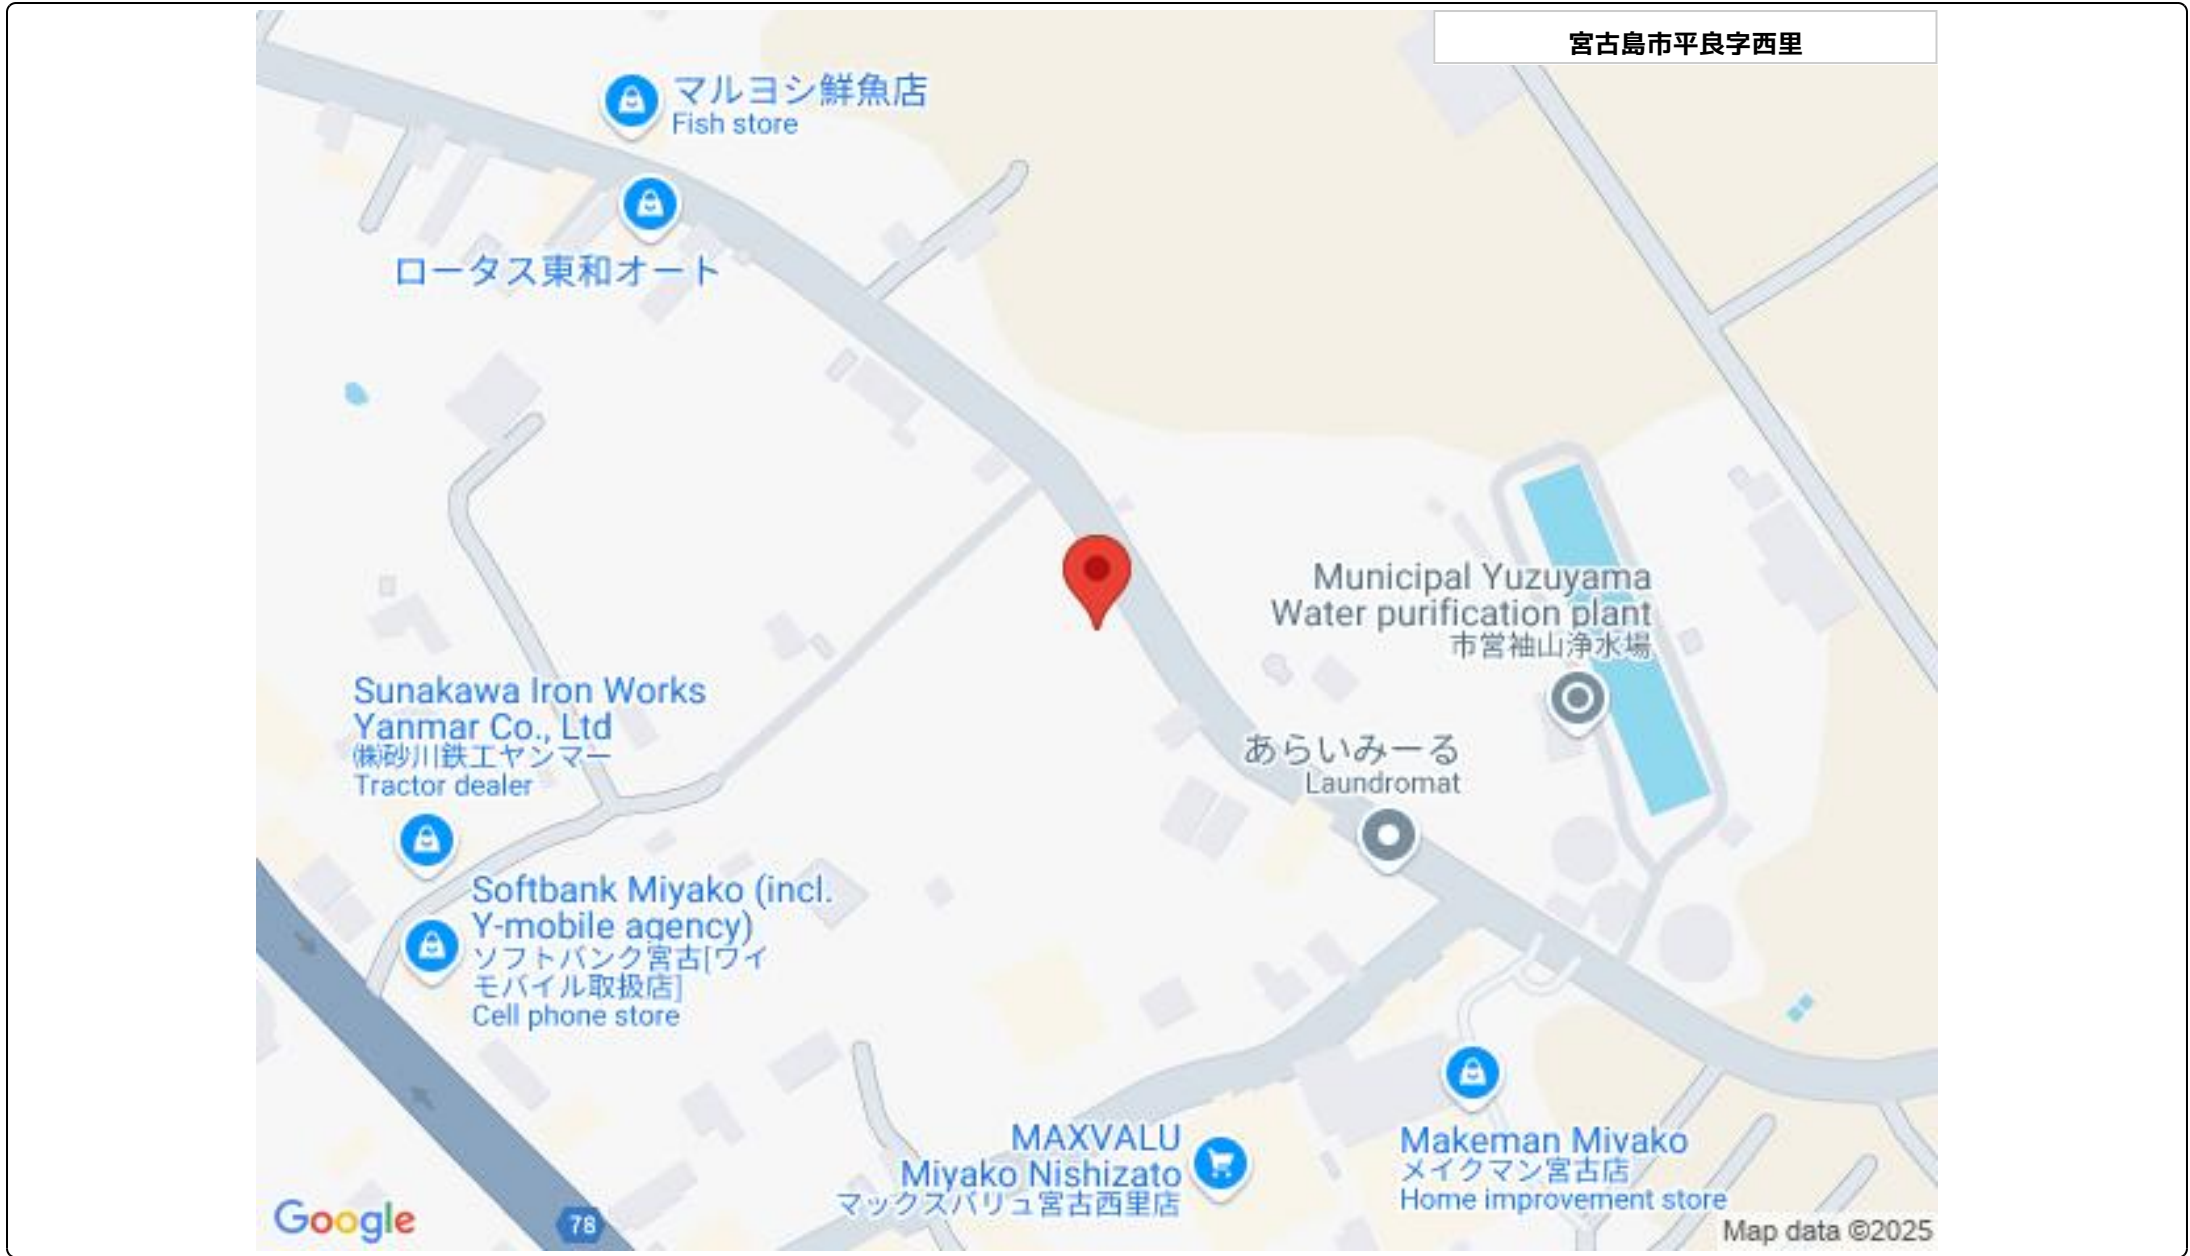 宮古島市平良字西里
マルヨシ鮮魚店
Fish store
ロータス東和オート
Municipal Yuzuyama
Water purification plant
市営袖山浄水場
Sunakawa Iron Works
Yanmar Co., Ltd
㈱砂川鉄工ヤンマー
Tractor dealer
あらいみーる
Laundromat
Softbank Miyako (incl.
Y-mobile agency)
ソフトバンク宮古[ワイ
モバイル取扱店]
Cell phone store
MAXVALU
Miyako Nishizato
マックスバリュ宮古西里店
Makeman Miyako
メイクマン宮古店
Home improvement store
78
Google
Map data ©2025